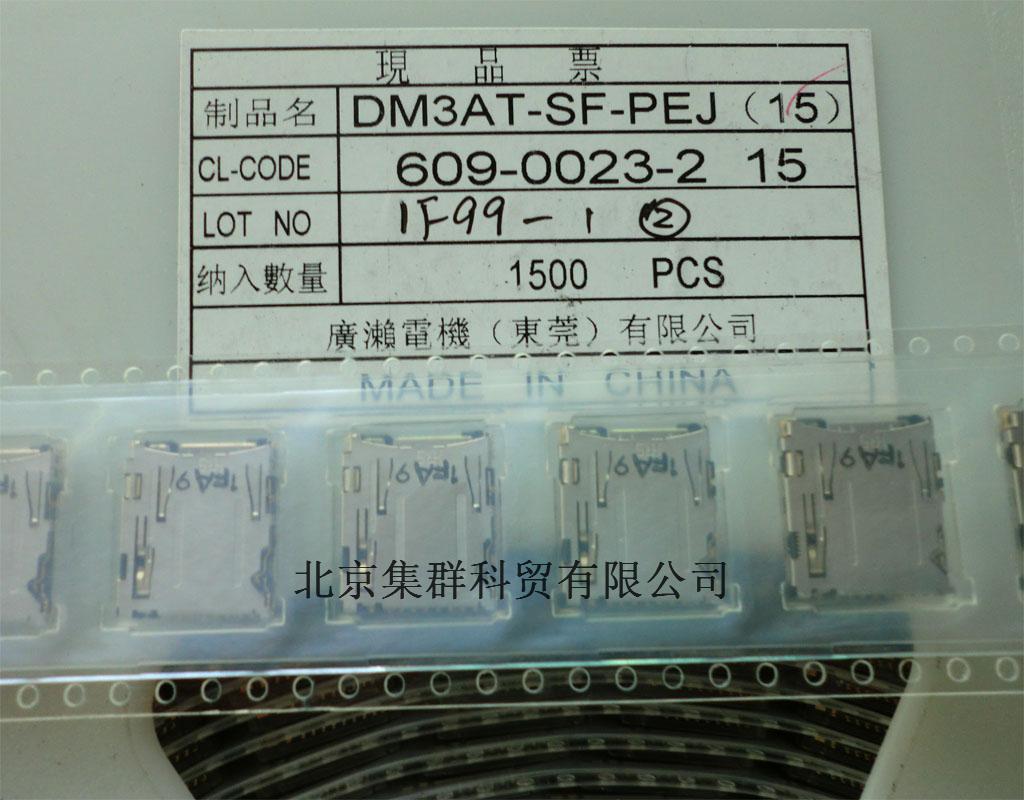 現 品 票
制品名 DM3AT-SF-PEJ（15）
CL-CODE 609-0023-2 15
LOT NO 1F99-1 ②
纳入數量 1500 PCS
廣瀨電機（東莞）有限公司
MADE IN CHINA
1RA9 1RA9 1RA9 1RA9
北京集群科贸有限公司